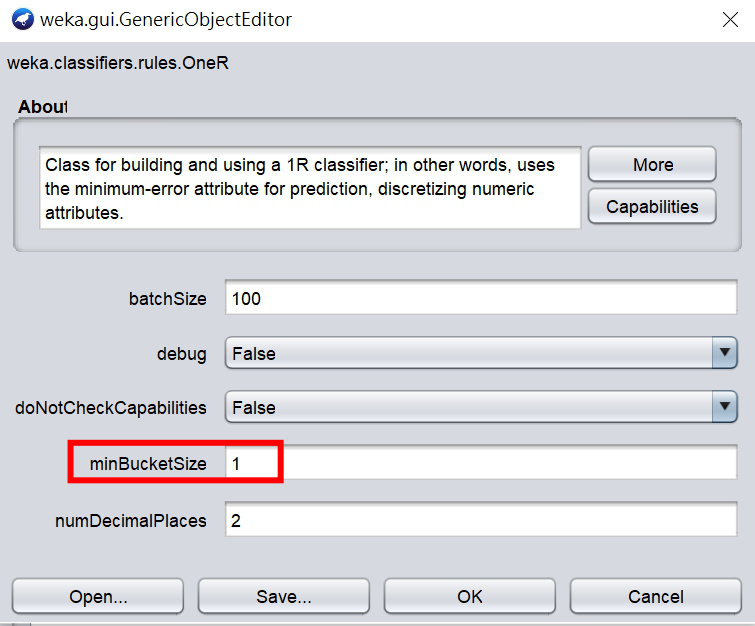 weka.gui.GenericObjectEditor
weka.classifiers.rules.OneR
About
Class for building and using a 1R classifier; in other words, uses
the minimum-error attribute for prediction, discretizing numeric
attributes.
More
Capabilities
batchSize 100
debug False
doNotCheckCapabilities False
minBucketSize 1
numDecimalPlaces 2
Open... Save... OK Cancel